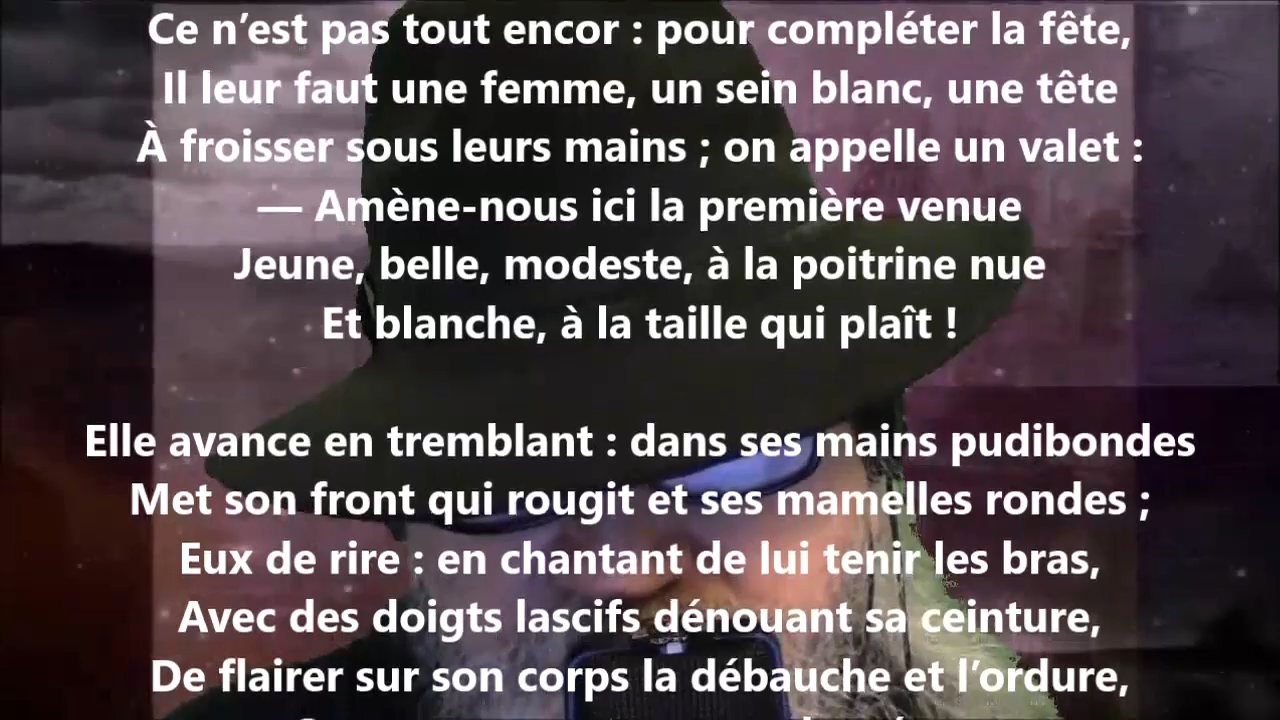 Ce n’est pas tout encor : pour compléter la fête,
Il leur faut une femme, un sein blanc, une tête
À froisser sous leurs mains ; on appelle un valet :
— Amène-nous ici la première venue
Jeune, belle, modeste, à la poitrine nue
Et blanche, à la taille qui plaît !
Elle avance en tremblant : dans ses mains pudibondes
Met son front qui rougit et ses mamelles rondes ;
Eux de rire : en chantant de lui tenir les bras,
Avec des doigts lascifs dénouant sa ceinture,
De flairer sur son corps la débauche et l’ordure,